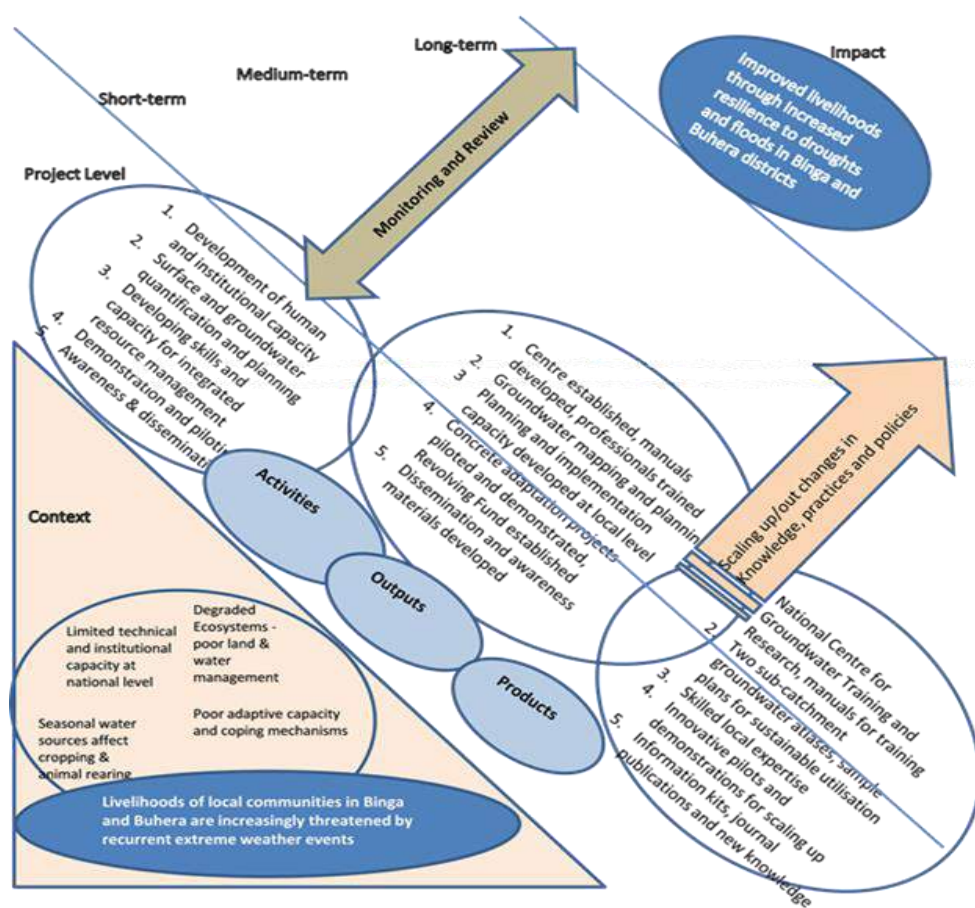 Long-term
Impact
Medium-term
Short-term
Project Level
Monitoring and Review
Improved livelihoods
through Increased
resilience to droughts
and floods in Binga and
Buhera districts
1. Development of human
and institutional capacity
2. Surface and groundwater
quantification and planning
3. Developing skills and
capacity for integrated
resource management
4. Demonstration and piloting
5. Awareness & dissemination
Activities
1. Centre established, manuals
developed, professionals trained
2. Groundwater mapping and planning
3. Planning and implementation
capacity developed at local level
4. Concrete adaptation projects
piloted and demonstrated,
Revolving Fund established
5. Dissemination and awareness
materials developed
Outputs
Scaling up/out changes in
Knowledge, practices and policies
National Centre for
Groundwater Training and
Research, manuals for training
2 Two sub-catchment
groundwater atlases, sample
plans for sustainable utilisation
3. Skilled local expertise
4. Innovative pilots and
demonstrations for scaling up
5. Information kits, journal
publications and new knowledge
Products
Context
Limited technical
and institutional
capacity at
national level
Degraded
Ecosystems -
poor land &
water
management
Seasonal water
sources affect
cropping &
animal rearing
Poor adaptive capacity
and coping mechanisms
Livelihoods of local communities in Binga
and Buhera are increasingly threatened by
recurrent extreme weather events